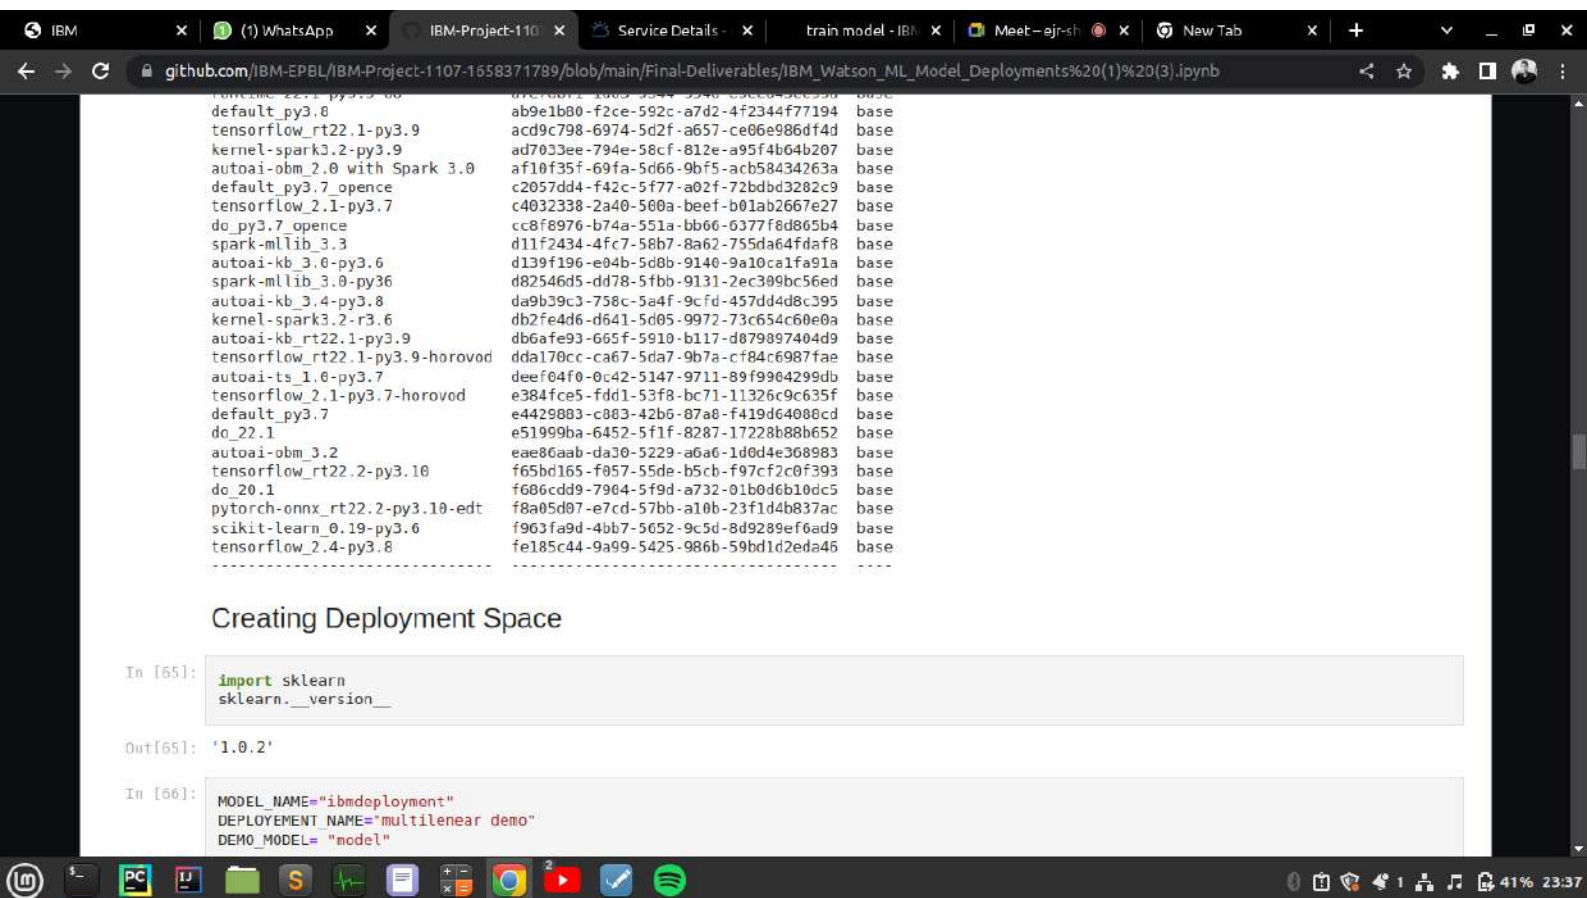 IBM
(1) WhatsApp
IBM-Project-110
Service Details -
train model - IBM
Meet – ejr-sh
New Tab
github.com/IBM-EPBL/IBM-Project-1107-1658371789/blob/main/Final-Deliverables/IBM_Watson_ML_Model_Deployments%20(1)%20(3).ipynb
default_py3.8 ab9e1b80-f2ce-592c-a7d2-4f2344f77194 base
tensorflow_rt22.1-py3.9 acd9c798-6974-5d2f-a657-ce06e986df4d base
kernel-spark3.2-py3.9 ad7033ee-794e-58cf-812e-a95f4b64b207 base
autoai-obm_2.0 with Spark 3.0 af10f35f-69fa-5d66-9bf5-acb58434263a base
default_py3.7_opence c2057dd4-f42c-5f77-a02f-72bdbd3282c9 base
tensorflow_2.1-py3.7 c4032338-2a40-500a-beef-b01ab2667e27 base
do_py3.7_opence cc8f8976-b74a-551a-bb66-6377f8d865b4 base
spark-mllib_3.3 d11f2434-4fc7-58b7-8a62-755da64fdaf8 base
autoai-kb_3.0-py3.6 d139f196-e04b-5d8b-9140-9a10ca1fa91a base
spark-mllib_3.0-py36 d82546d5-dd78-5fbb-9131-2ec309bc56ed base
autoai-kb_3.4-py3.8 da9b39c3-758c-5a4f-9cfd-457dd4d8c395 base
kernel-spark3.2-r3.6 db2fe4d6-d641-5d05-9972-73c654c60e0a base
autoai-kb_rt22.1-py3.9 db6afe93-665f-5910-b117-d879897404d9 base
tensorflow_rt22.1-py3.9-horovod dda170cc-ca67-5da7-9b7a-cf84c6987fae base
autoai-ts_1.0-py3.7 deef04f0-0c42-5147-9711-89f9904299db base
tensorflow_2.1-py3.7-horovod e384fce5-fdd1-53f8-bc71-11326c9c635f base
default_py3.7 e4429883-c883-42b6-87a8-f419d64088cd base
do_22.1 e51999ba-6452-5f1f-8287-17228b88b652 base
autoai-obm_3.2 eae86aab-da30-5229-a6a6-1d0d4e368983 base
tensorflow_rt22.2-py3.10 f65bd165-f057-55de-b5cb-f97cf2c0f393 base
do_20.1 f686cdd9-7904-5f9d-a732-01b0d6b10dc5 base
pytorch-onnx_rt22.2-py3.10-edt f8a05d07-e7cd-57bb-a10b-23f1d4b837ac base
scikit-learn_0.19-py3.6 f963fa9d-4bb7-5652-9c5d-8d9289ef6ad9 base
tensorflow_2.4-py3.8 fe185c44-9a99-5425-986b-59bd1d2eda46 base
------------------------------- ------------------------------------ ----
Creating Deployment Space
In [65]:
import sklearn
sklearn.__version__
Out[65]: '1.0.2'
In [66]:
MODEL_NAME="ibmdeployment"
DEPLOYEMENT_NAME="multilenear demo"
DEMO_MODEL= "model"
PC
IJ
S
2
1
41% 23:37